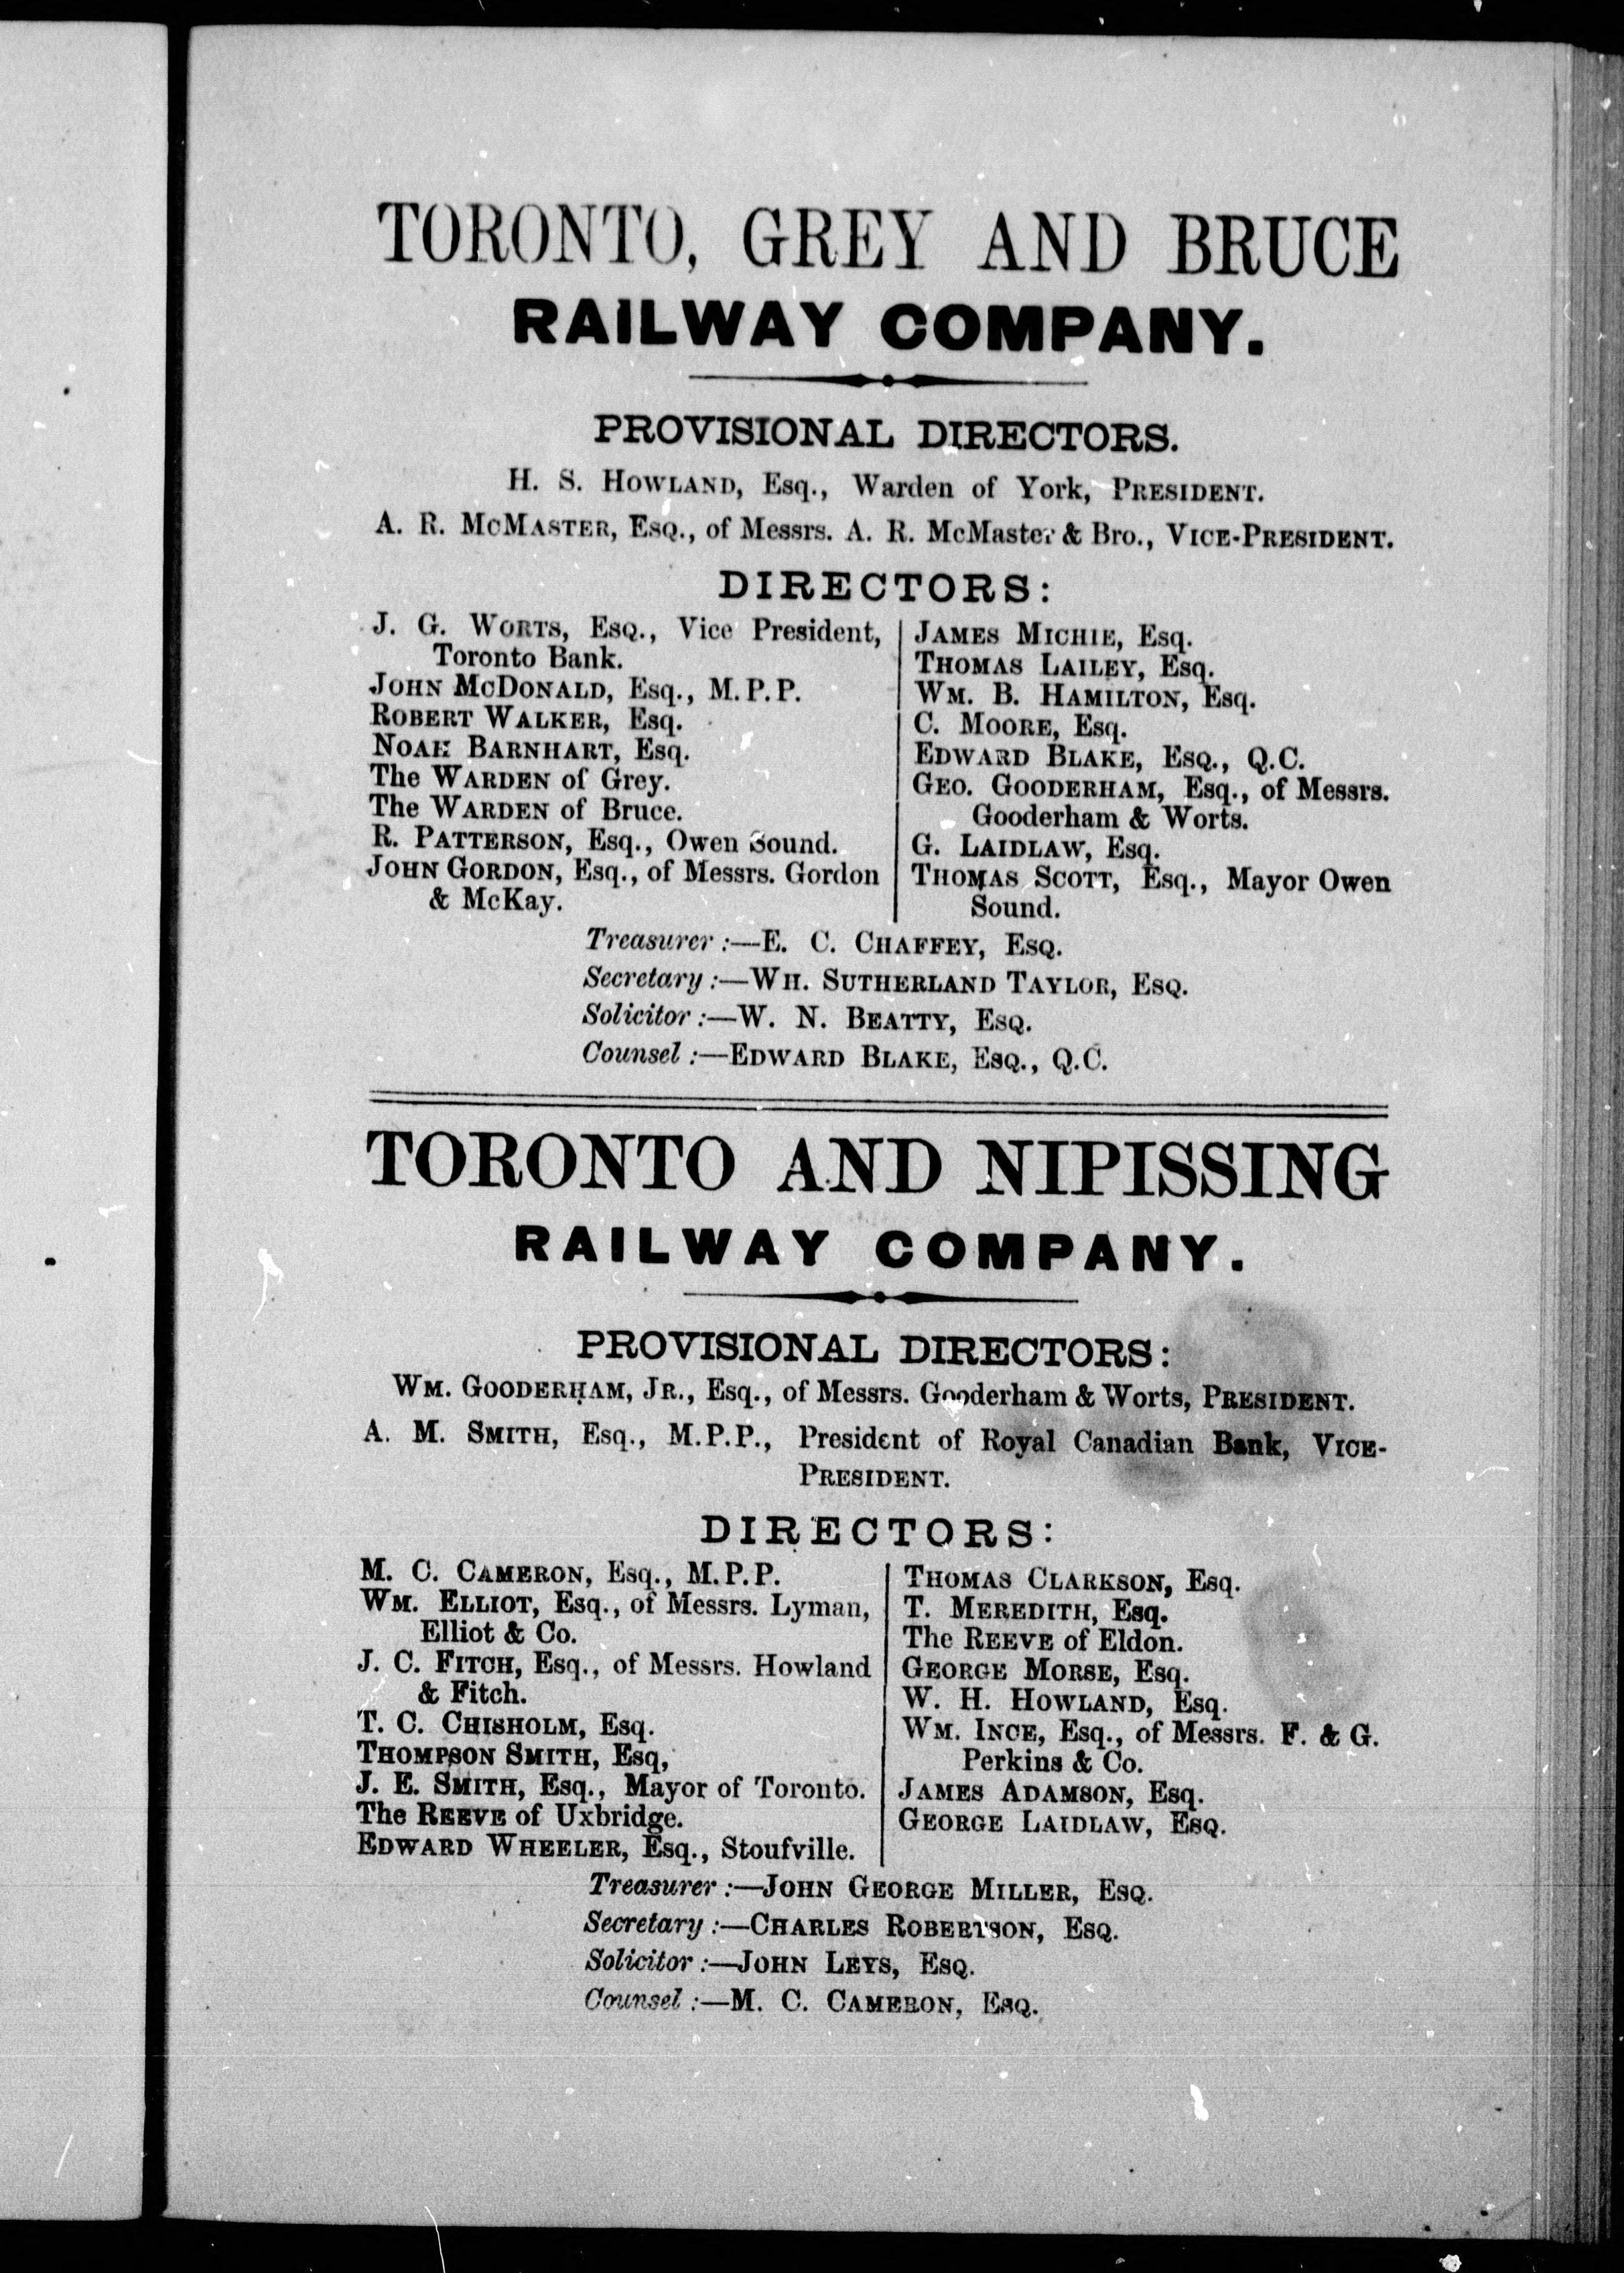 TORONTO, GREY AND BRUCE
RAILWAY COMPANY.
PROVISIONAL DIRECTORS.
H. S. HOWLAND, Esq., Warden of York, PRESIDENT.
A. R. MCMASTER, ESQ., of Messrs. A. R. McMaster & Bro., VICE-PRESIDENT.
DIRECTORS:
J. G. WORTS, ESQ., Vice President,
Toronto Bank.
JOHN MCDONALD, Esq., M.P.P.
ROBERT WALKER, Esq.
NOAH BARNHART, Esq.
The WARDEN of Grey.
The WARDEN of Bruce.
R. PATTERSON, Esq., Owen Sound.
JOHN GORDON, Esq., of Messrs. Gordon
& McKay.
JAMES MICHIE, Esq.
THOMAS LAILEY, Esq.
WM. B. HAMILTON, Esq.
C. MOORE, Esq.
EDWARD BLAKE, ESQ., Q.C.
GEO. GOODERHAM, Esq., of Messrs.
Gooderham & Worts.
G. LAIDLAW, Esq.
THOMAS SCOTT, Esq., Mayor Owen
Sound.
Treasurer:—E. C. CHAFFEY, ESQ.
Secretary:—WH. SUTHERLAND TAYLOR, ESQ.
Solicitor:—W. N. BEATTY, ESQ.
Counsel:—EDWARD BLAKE, ESQ., Q.C.
TORONTO AND NIPISSING
RAILWAY COMPANY.
PROVISIONAL DIRECTORS:
WM. GOODERHAM, JR., Esq., of Messrs. Gooderham & Worts, PRESIDENT.
A. M. SMITH, Esq., M.P.P., President of Royal Canadian Bank, VICE-
PRESIDENT.
DIRECTORS:
M. C. CAMERON, Esq., M.P.P.
WM. ELLIOT, Esq., of Messrs. Lyman,
Elliot & Co.
J. C. FITCH, Esq., of Messrs. Howland
& Fitch.
T. C. CHISHOLM, Esq.
THOMPSON SMITH, Esq,
J. E. SMITH, Esq., Mayor of Toronto.
The REEVE of Uxbridge.
EDWARD WHEELER, Esq., Stoufville.
THOMAS CLARKSON, Esq.
T. MEREDITH, Esq.
The REEVE of Eldon.
GEORGE MORSE, Esq.
W. H. HOWLAND, Esq.
WM. INCE, Esq., of Messrs. F. & G.
Perkins & Co.
JAMES ADAMSON, Esq.
GEORGE LAIDLAW, ESQ.
Treasurer:—JOHN GEORGE MILLER, ESQ.
Secretary:—CHARLES ROBERTSON, ESQ.
Solicitor:—JOHN LEYS, ESQ.
Counsel:—M. C. CAMERON, ESQ.